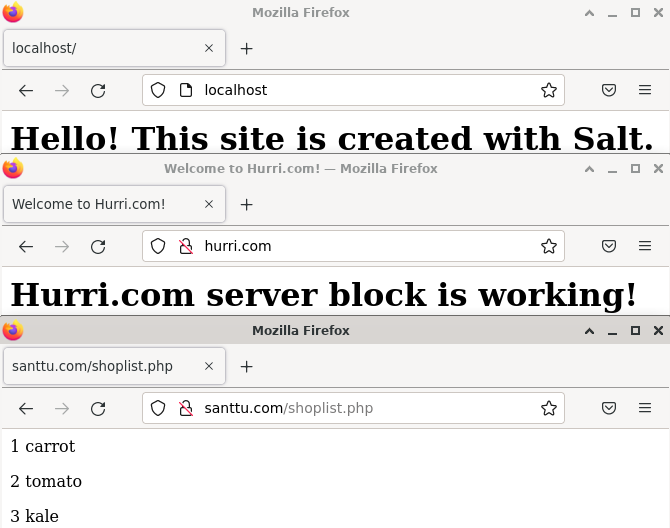 Mozilla Firefox
localhost/
localhost
Hello! This site is created with Salt.
Welcome to Hurri.com! — Mozilla Firefox
Welcome to Hurri.com!
hurri.com
Hurri.com server block is working!
Mozilla Firefox
santtu.com/shoplist.php
santtu.com/shoplist.php
1 carrot
2 tomato
3 kale